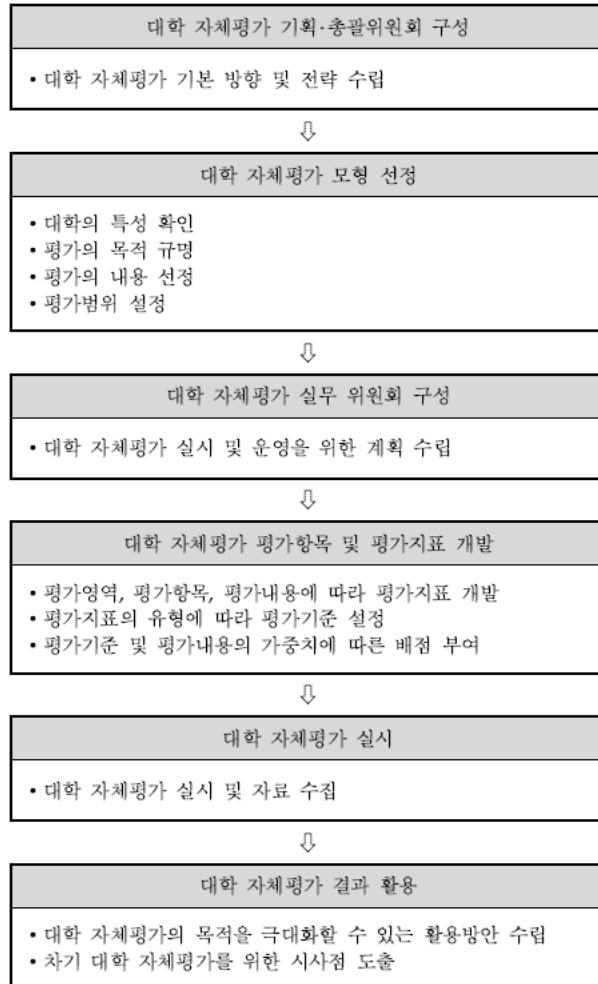 대학 자체평가 기획·총괄위원회 구성
• 대학 자체평가 기본 방향 및 전략 수립
⇩
대학 자체평가 모형 선정
• 대학의 특성 확인
• 평가의 목적 규명
• 평가의 내용 선정
• 평가범위 설정
⇩
대학 자체평가 실무 위원회 구성
• 대학 자체평가 실시 및 운영을 위한 계획 수립
⇩
대학 자체평가 평가항목 및 평가지표 개발
• 평가영역, 평가항목, 평가내용에 따라 평가지표 개발
• 평가지표의 유형에 따라 평가기준 설정
• 평가기준 및 평가내용의 가중치에 따른 배점 부여
⇩
대학 자체평가 실시
• 대학 자체평가 실시 및 자료 수집
⇩
대학 자체평가 결과 활용
• 대학 자체평가의 목적을 극대화할 수 있는 활용방안 수립
• 차기 대학 자체평가를 위한 시사점 도출